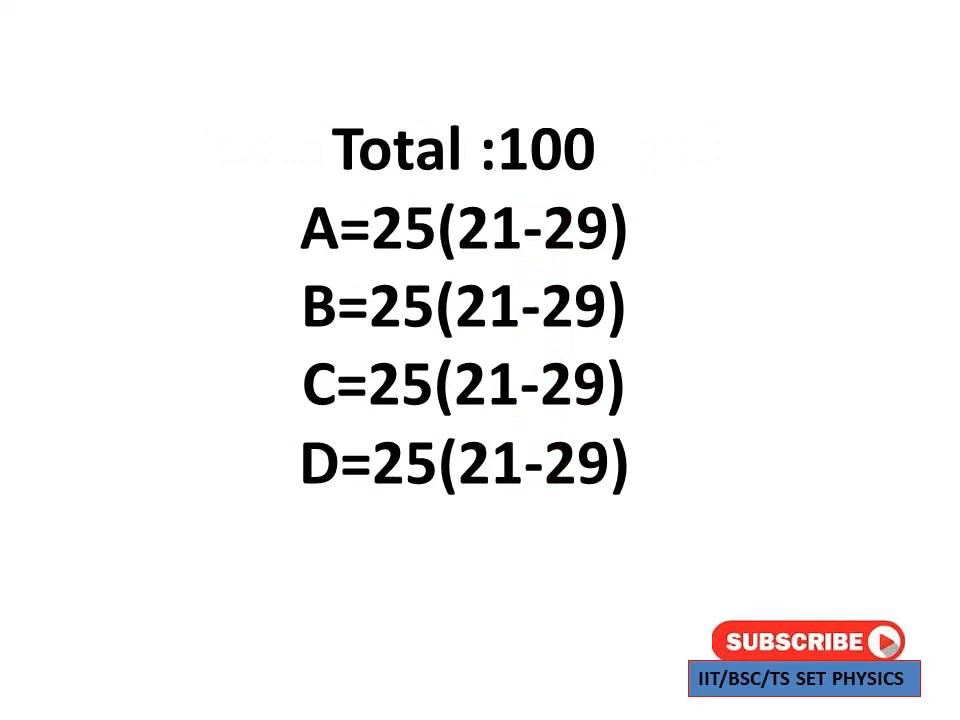 Total :100
A=25(21-29)
B=25(21-29)
C=25(21-29)
D=25(21-29)
SUBSCRIBE
IIT/BSC/TS SET PHYSICS